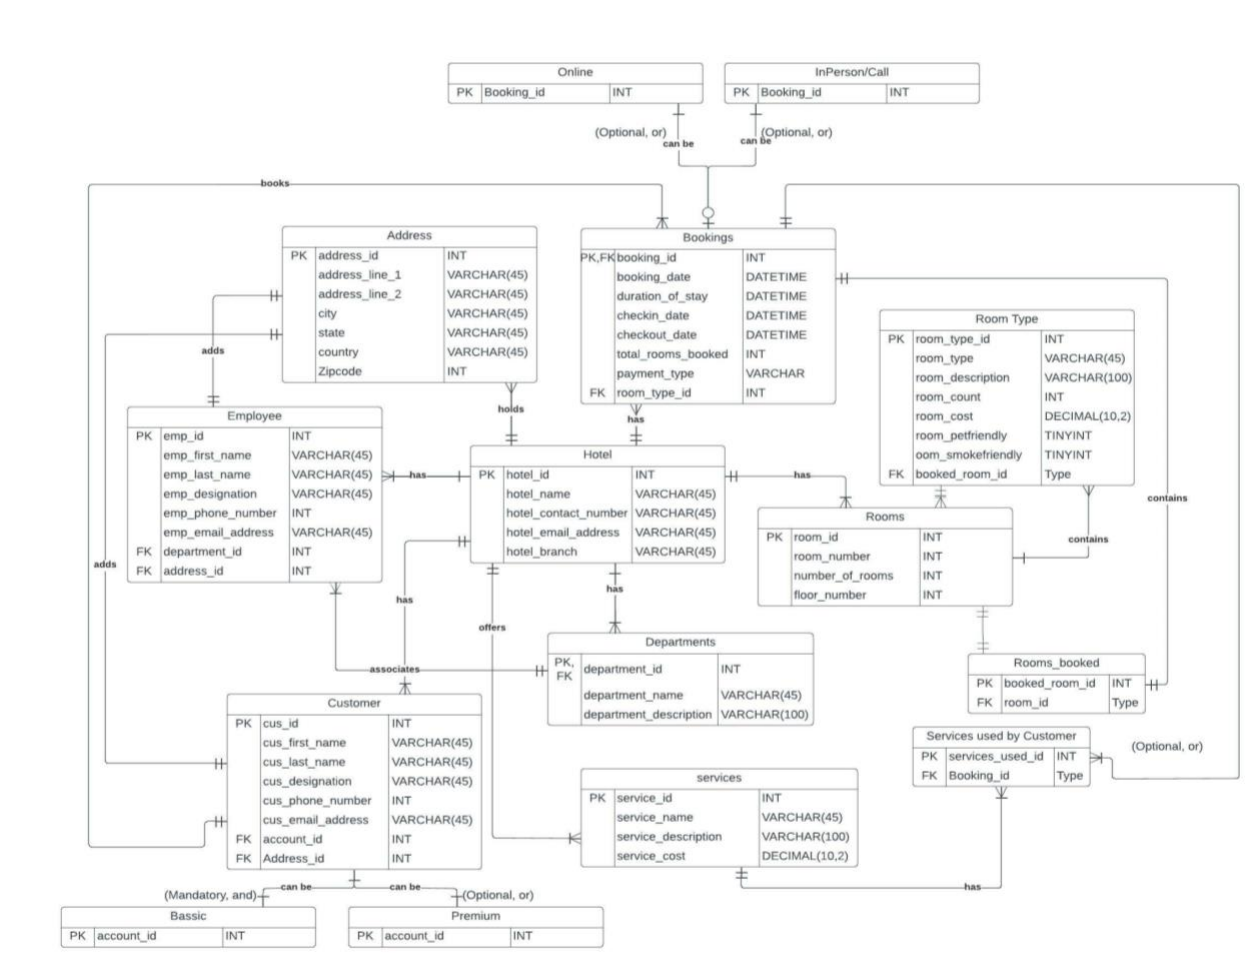 Online
PK Booking_id INT
InPerson/Call
PK Booking_id INT
(Optional, or)
can be
(Optional, or)
can be
books
Address
PK address_id INT
address_line_1 VARCHAR(45)
address_line_2 VARCHAR(45)
city VARCHAR(45)
state VARCHAR(45)
country VARCHAR(45)
Zipcode INT
Bookings
PK,FK booking_id INT
booking_date DATETIME
duration_of_stay DATETIME
checkin_date DATETIME
checkout_date DATETIME
total_rooms_booked INT
payment_type VARCHAR
FK room_type_id INT
Room Type
PK room_type_id INT
room_type VARCHAR(45)
room_description VARCHAR(100)
room_count INT
room_cost DECIMAL(10,2)
room_petfriendly TINYINT
oom_smokefriendly TINYINT
FK booked_room_id Type
adds
holds
has
Employee
PK emp_id INT
emp_first_name VARCHAR(45)
emp_last_name VARCHAR(45)
emp_designation VARCHAR(45)
emp_phone_number INT
emp_email_address VARCHAR(45)
FK department_id INT
FK address_id INT
has
Hotel
PK hotel_id INT
hotel_name VARCHAR(45)
hotel_contact_number VARCHAR(45)
hotel_email_address VARCHAR(45)
hotel_branch VARCHAR(45)
has
contains
Rooms
PK room_id INT
room_number INT
number_of_rooms INT
floor_number INT
contains
adds
has
has
offers
associates
Departments
PK, FK department_id INT
department_name VARCHAR(45)
department_description VARCHAR(100)
Rooms_booked
PK booked_room_id INT
FK room_id Type
Customer
PK cus_id INT
cus_first_name VARCHAR(45)
cus_last_name VARCHAR(45)
cus_designation VARCHAR(45)
cus_phone_number INT
cus_email_address VARCHAR(45)
FK account_id INT
FK Address_id INT
Services used by Customer
PK services_used_id INT
FK Booking_id Type
(Optional, or)
services
PK service_id INT
service_name VARCHAR(45)
service_description VARCHAR(100)
service_cost DECIMAL(10,2)
has
(Mandatory, and)
can be
can be
(Optional, or)
Bassic
PK account_id INT
Premium
PK account_id INT